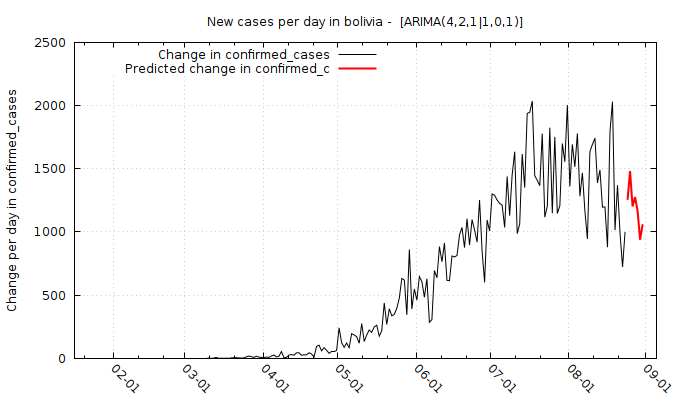 New cases per day in bolivia -  [ARIMA(4,2,1|1,0,1)]
Change in confirmed_cases
Predicted change in confirmed_c
Change per day in confirmed_cases
2500
2000
1500
1000
500
0
02-01 03-01 04-01 05-01 06-01 07-01 08-01 09-01